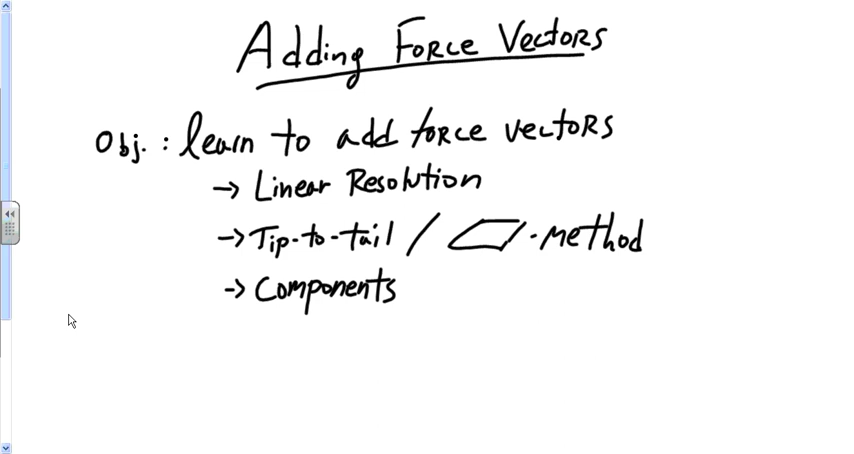 Adding Force Vectors
Obj. : learn to add force vectors
→ Linear Resolution
→ Tip-to-tail / ▱-method
→ Components